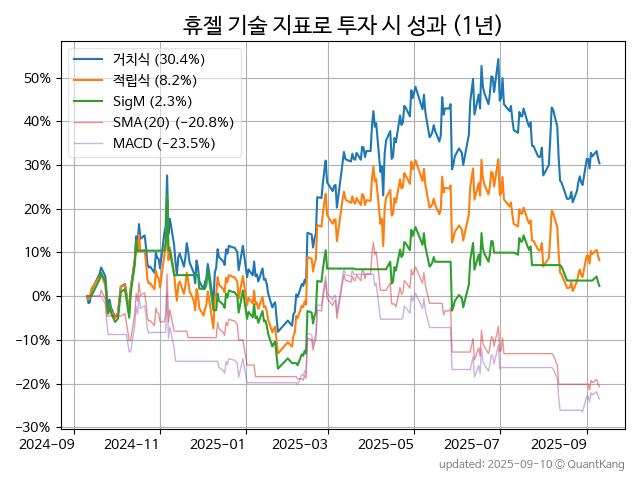 휴젤 기술 지표로 투자 시 성과 (1년)
거치식 (30.4%)
적립식 (8.2%)
SigM (2.3%)
SMA(20) (−20.8%)
MACD (−23.5%)
50%
40%
30%
20%
10%
0%
−10%
−20%
−30%
2024-09 2024-11 2025-01 2025-03 2025-05 2025-07 2025-09
updated: 2025-09-10 © QuantKang